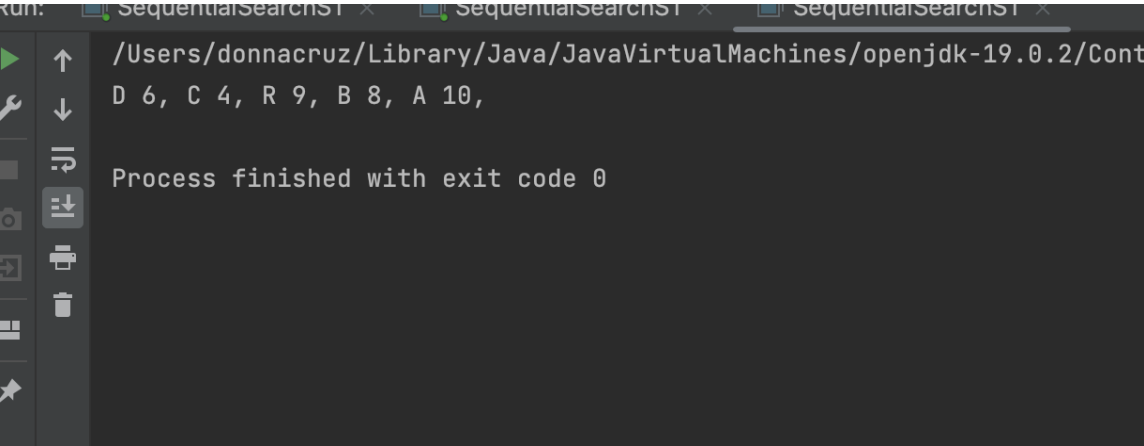 Run: SequentialSearchST × SequentialSearchST × SequentialSearchST ×
/Users/donnacruz/Library/Java/JavaVirtualMachines/openjdk-19.0.2/Cont
D 6, C 4, R 9, B 8, A 10,
Process finished with exit code 0